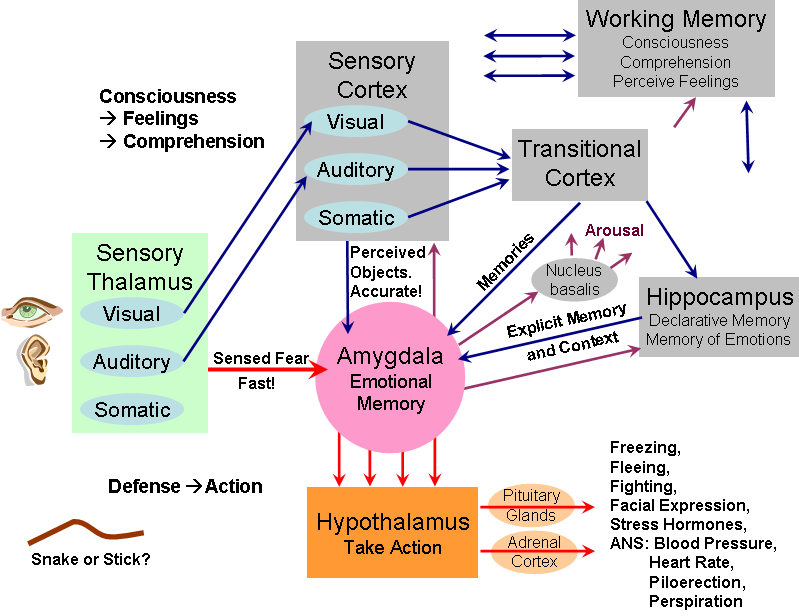 Working Memory
Consciousness
Comprehension
Perceive Feelings
Sensory
Cortex
Visual
Auditory
Somatic
Consciousness
→ Feelings
→ Comprehension
Transitional
Cortex
Sensory
Thalamus
Visual
Auditory
Somatic
Perceived
Objects.
Accurate!
Memories
Arousal
Nucleus
basalis
Hippocampus
Declarative Memory
Memory of Emotions
Explicit Memory
and Context
Sensed Fear
Fast!
Amygdala
Emotional
Memory
Defense → Action
Snake or Stick?
Hypothalamus
Take Action
Pituitary
Glands
Adrenal
Cortex
Freezing,
Fleeing,
Fighting,
Facial Expression,
Stress Hormones,
ANS: Blood Pressure,
Heart Rate,
Piloerection,
Perspiration